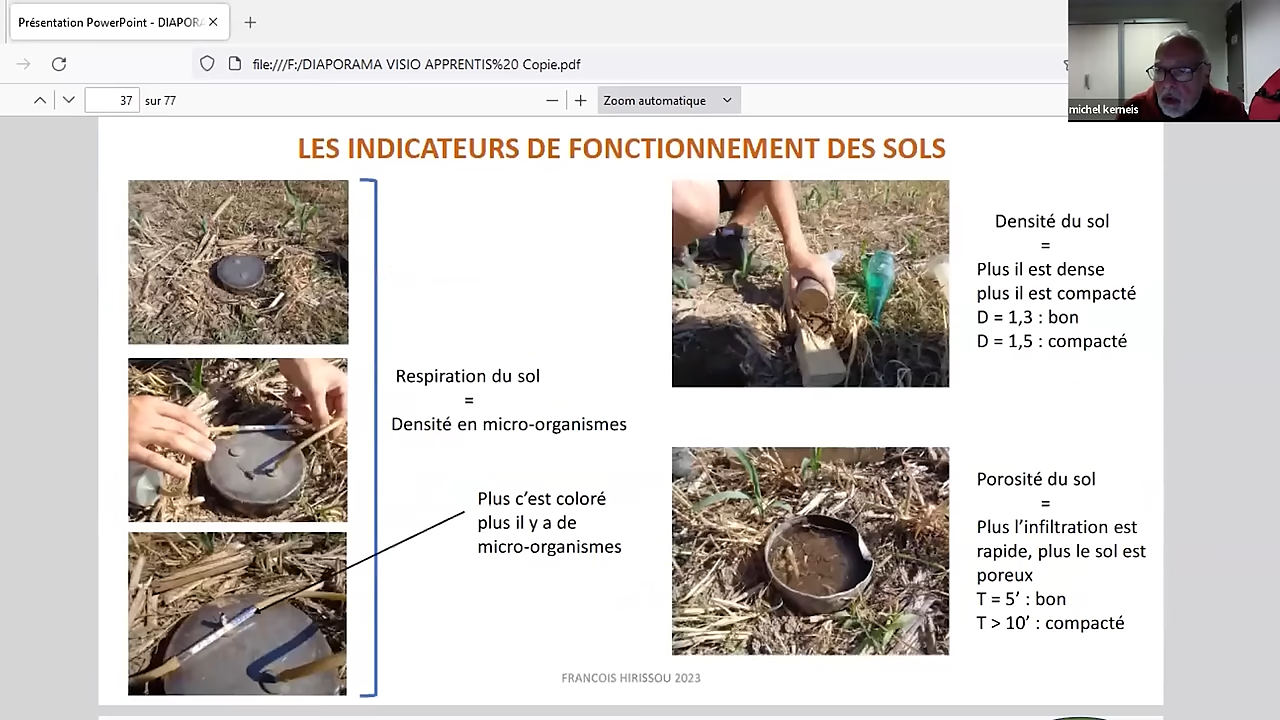 Présentation PowerPoint - DIAPORA
file:///F:/DIAPORAMA VISIO APPRENTIS%20 Copie.pdf
37 sur 77
Zoom automatique
michel kerneis
LES INDICATEURS DE FONCTIONNEMENT DES SOLS
Respiration du sol
=
Densité en micro-organismes
Plus c’est coloré
plus il y a de
micro-organismes
Densité du sol
=
Plus il est dense
plus il est compacté
D = 1,3 : bon
D = 1,5 : compacté
Porosité du sol
=
Plus l’infiltration est
rapide, plus le sol est
poreux
T = 5’ : bon
T > 10’ : compacté
FRANCOIS HIRISSOU 2023